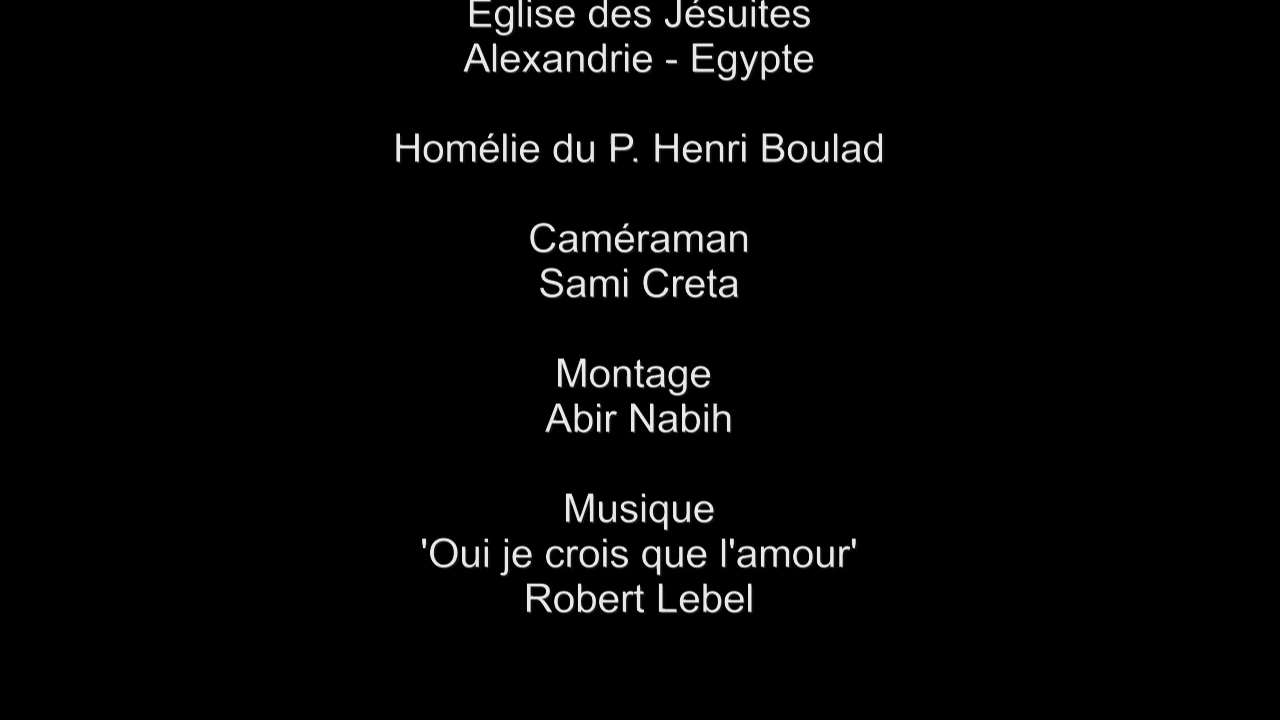 Eglise des Jésuites
Alexandrie - Egypte
Homélie du P. Henri Boulad
Caméraman
Sami Creta
Montage
Abir Nabih
Musique
'Oui je crois que l'amour'
Robert Lebel